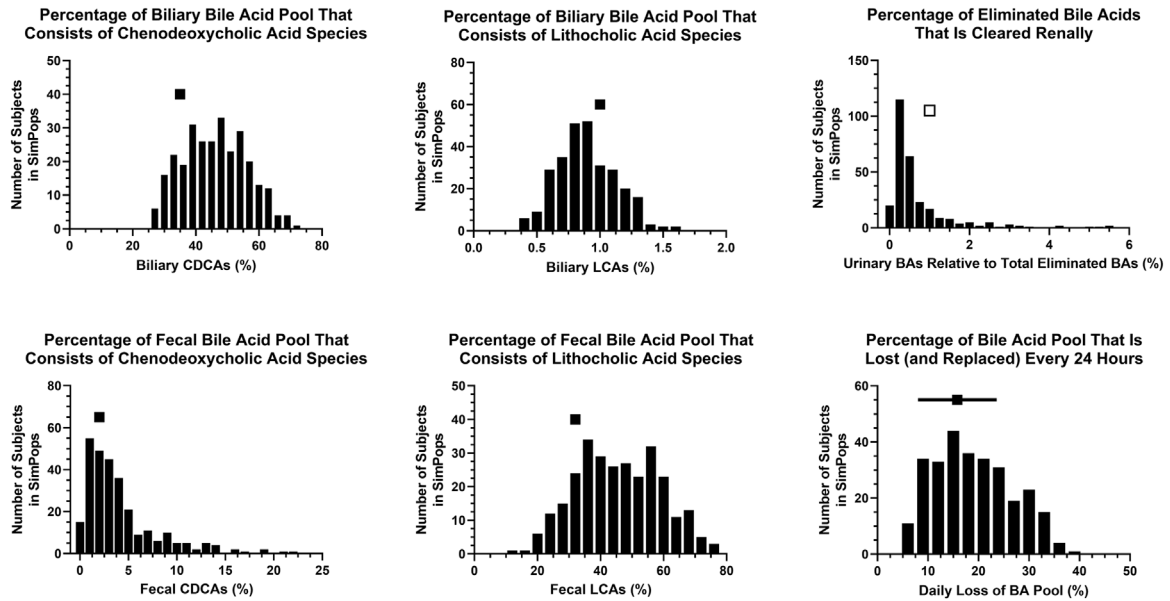 Percentage of Biliary Bile Acid Pool That
Consists of Chenodeoxycholic Acid Species
Number of Subjects
in SimPops
50
40
30
20
10
0
0 20 40 60 80
Biliary CDCAs (%)
Percentage of Biliary Bile Acid Pool That
Consists of Lithocholic Acid Species
Number of Subjects
in SimPops
80
60
40
20
0
0.0 0.5 1.0 1.5 2.0
Biliary LCAs (%)
Percentage of Eliminated Bile Acids
That Is Cleared Renally
Number of Subjects
in SimPops
150
100
50
0
0 2 4 6
Urinary BAs Relative to Total Eliminated BAs (%)
Percentage of Fecal Bile Acid Pool That
Consists of Chenodeoxycholic Acid Species
Number of Subjects
in SimPops
80
60
40
20
0
0 5 10 15 20 25
Fecal CDCAs (%)
Percentage of Fecal Bile Acid Pool That
Consists of Lithocholic Acid Species
Number of Subjects
in SimPops
50
40
30
20
10
0
20 40 60 80
Fecal LCAs (%)
Percentage of Bile Acid Pool That Is
Lost (and Replaced) Every 24 Hours
Number of Subjects
in SimPops
60
40
20
0
0 10 20 30 40 50
Daily Loss of BA Pool (%)